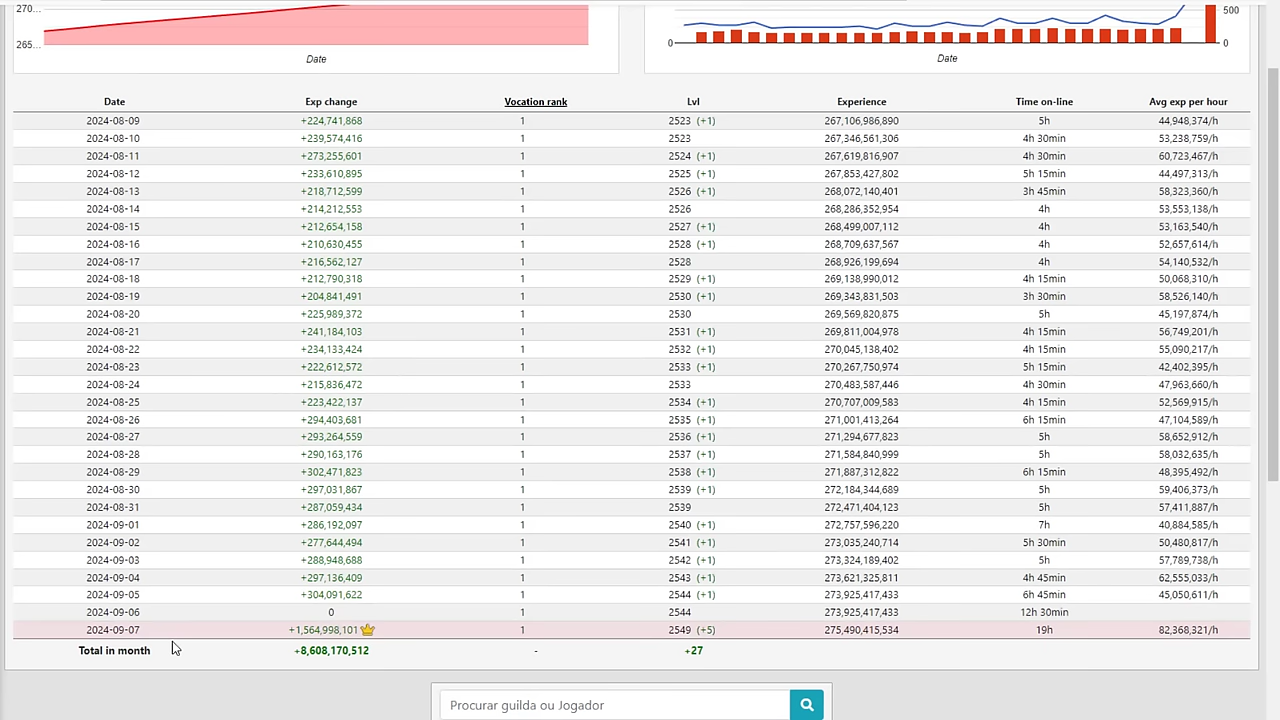 270...
265...
Date
500
0
0
Date
Date Exp change Vocation rank Lvl Experience Time on-line Avg exp per hour
2024-08-09 +224,741,868 1 2523 (+1) 267,106,986,890 5h 44,948,374/h
2024-08-10 +239,574,416 1 2523 267,346,561,306 4h 30min 53,238,759/h
2024-08-11 +273,255,601 1 2524 (+1) 267,619,816,907 4h 30min 60,723,467/h
2024-08-12 +233,610,895 1 2525 (+1) 267,853,427,802 5h 15min 44,497,313/h
2024-08-13 +218,712,599 1 2526 (+1) 268,072,140,401 3h 45min 58,323,360/h
2024-08-14 +214,212,553 1 2526 268,286,352,954 4h 53,553,138/h
2024-08-15 +212,654,158 1 2527 (+1) 268,499,007,112 4h 53,163,540/h
2024-08-16 +210,630,455 1 2528 (+1) 268,709,637,567 4h 52,657,614/h
2024-08-17 +216,562,127 1 2528 268,926,199,694 4h 54,140,532/h
2024-08-18 +212,790,318 1 2529 (+1) 269,138,990,012 4h 15min 50,068,310/h
2024-08-19 +204,841,491 1 2530 (+1) 269,343,831,503 3h 30min 58,526,140/h
2024-08-20 +225,989,372 1 2530 269,569,820,875 5h 45,197,874/h
2024-08-21 +241,184,103 1 2531 (+1) 269,811,004,978 4h 15min 56,749,201/h
2024-08-22 +234,133,424 1 2532 (+1) 270,045,138,402 4h 15min 55,090,217/h
2024-08-23 +222,612,572 1 2533 (+1) 270,267,750,974 5h 15min 42,402,395/h
2024-08-24 +215,836,472 1 2533 270,483,587,446 4h 30min 47,963,660/h
2024-08-25 +223,422,137 1 2534 (+1) 270,707,009,583 4h 15min 52,569,915/h
2024-08-26 +294,403,681 1 2535 (+1) 271,001,413,264 6h 15min 47,104,589/h
2024-08-27 +293,264,559 1 2536 (+1) 271,294,677,823 5h 58,652,912/h
2024-08-28 +290,163,176 1 2537 (+1) 271,584,840,999 5h 58,032,635/h
2024-08-29 +302,471,823 1 2538 (+1) 271,887,312,822 6h 15min 48,395,492/h
2024-08-30 +297,031,867 1 2539 (+1) 272,184,344,689 5h 59,406,373/h
2024-08-31 +287,059,434 1 2539 272,471,404,123 5h 57,411,887/h
2024-09-01 +286,192,097 1 2540 (+1) 272,757,596,220 7h 40,884,585/h
2024-09-02 +277,644,494 1 2541 (+1) 273,035,240,714 5h 30min 50,480,817/h
2024-09-03 +288,948,688 1 2542 (+1) 273,324,189,402 5h 57,789,738/h
2024-09-04 +297,136,409 1 2543 (+1) 273,621,325,811 4h 45min 62,555,033/h
2024-09-05 +304,091,622 1 2544 (+1) 273,925,417,433 6h 45min 45,050,611/h
2024-09-06 0 1 2544 273,925,417,433 12h 30min
2024-09-07 +1,564,998,101 1 2549 (+5) 275,490,415,534 19h 82,368,321/h
Total in month +8,608,170,512 - +27
Procurar guilda ou Jogador